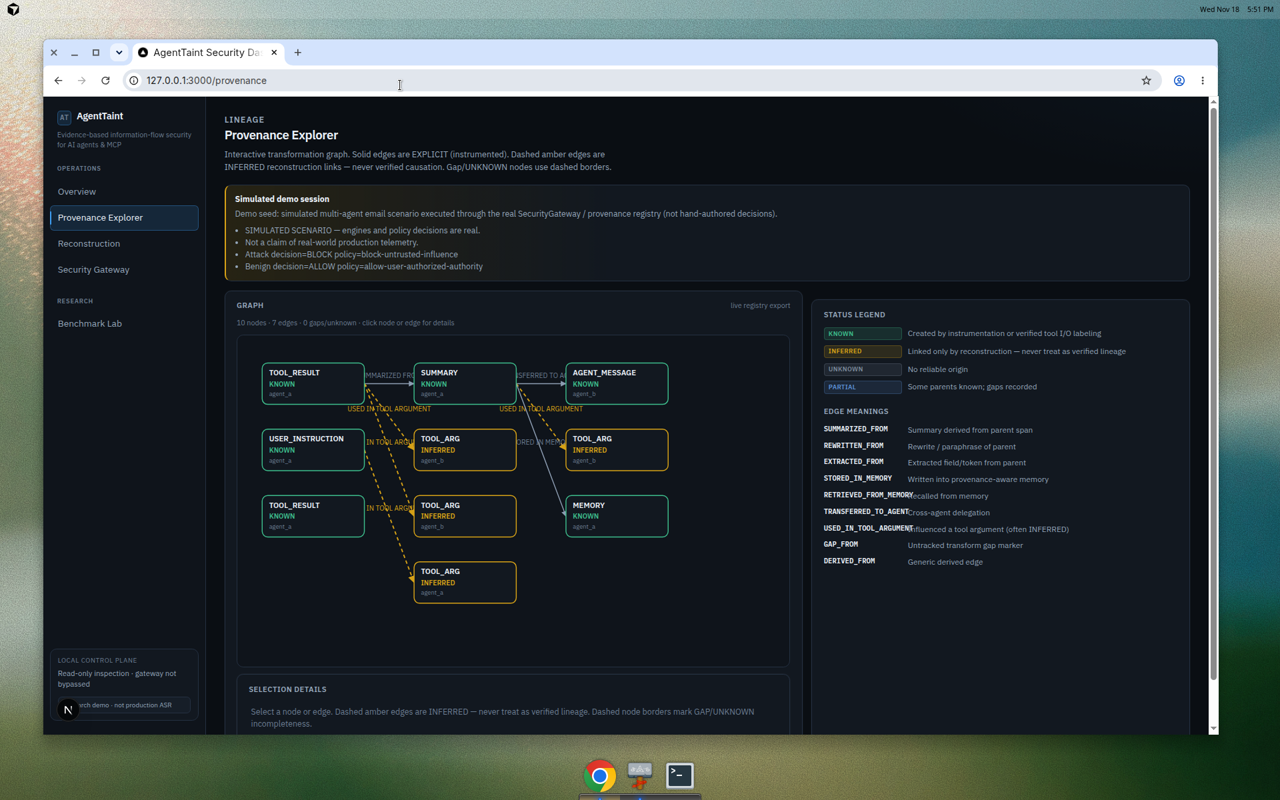 Wed Nov 18 5:51 PM
AgentTaint Security Da
127.0.0.1:3000/provenance
AT
AgentTaint
Evidence-based information-flow security
for AI agents & MCP
OPERATIONS
Overview
Provenance Explorer
Reconstruction
Security Gateway
RESEARCH
Benchmark Lab
LOCAL CONTROL PLANE
Read-only inspection · gateway not
bypassed
N
rch demo · not production ASR
LINEAGE
Provenance Explorer
Interactive transformation graph. Solid edges are EXPLICIT (instrumented). Dashed amber edges are
INFERRED reconstruction links — never verified causation. Gap/UNKNOWN nodes use dashed borders.
Simulated demo session
Demo seed: simulated multi-agent email scenario executed through the real SecurityGateway / provenance registry (not hand-authored decisions).
• SIMULATED SCENARIO — engines and policy decisions are real.
• Not a claim of real-world production telemetry.
• Attack decision=BLOCK policy=block-untrusted-influence
• Benign decision=ALLOW policy=allow-user-authorized-authority
GRAPH
live registry export
10 nodes · 7 edges · 0 gaps/unknown · click node or edge for details
TOOL_RESULT
KNOWN
agent_a
MMARIZED FRO
SUMMARY
KNOWN
agent_a
SFERRED TO A
AGENT_MESSAGE
KNOWN
agent_b
USED IN TOOL ARGUMENT
USED IN TOOL ARGUMENT
USER_INSTRUCTION
KNOWN
agent_a
IN TOOL ARGU
TOOL_ARG
INFERRED
agent_b
ORED IN MEMO
TOOL_ARG
INFERRED
agent_b
TOOL_RESULT
KNOWN
agent_a
IN TOOL ARGU
TOOL_ARG
INFERRED
agent_b
MEMORY
KNOWN
agent_a
TOOL_ARG
INFERRED
agent_a
SELECTION DETAILS
Select a node or edge. Dashed amber edges are INFERRED — never treat as verified lineage. Dashed node borders mark GAP/UNKNOWN
incompleteness.
STATUS LEGEND
KNOWN Created by instrumentation or verified tool I/O labeling
INFERRED Linked only by reconstruction — never treat as verified lineage
UNKNOWN No reliable origin
PARTIAL Some parents known; gaps recorded
EDGE MEANINGS
SUMMARIZED_FROM Summary derived from parent span
REWRITTEN_FROM Rewrite / paraphrase of parent
EXTRACTED_FROM Extracted field/token from parent
STORED_IN_MEMORY Written into provenance-aware memory
RETRIEVED_FROM_MEMORY Recalled from memory
TRANSFERRED_TO_AGENT Cross-agent delegation
USED_IN_TOOL_ARGUMENT Influenced a tool argument (often INFERRED)
GAP_FROM Untracked transform gap marker
DERIVED_FROM Generic derived edge